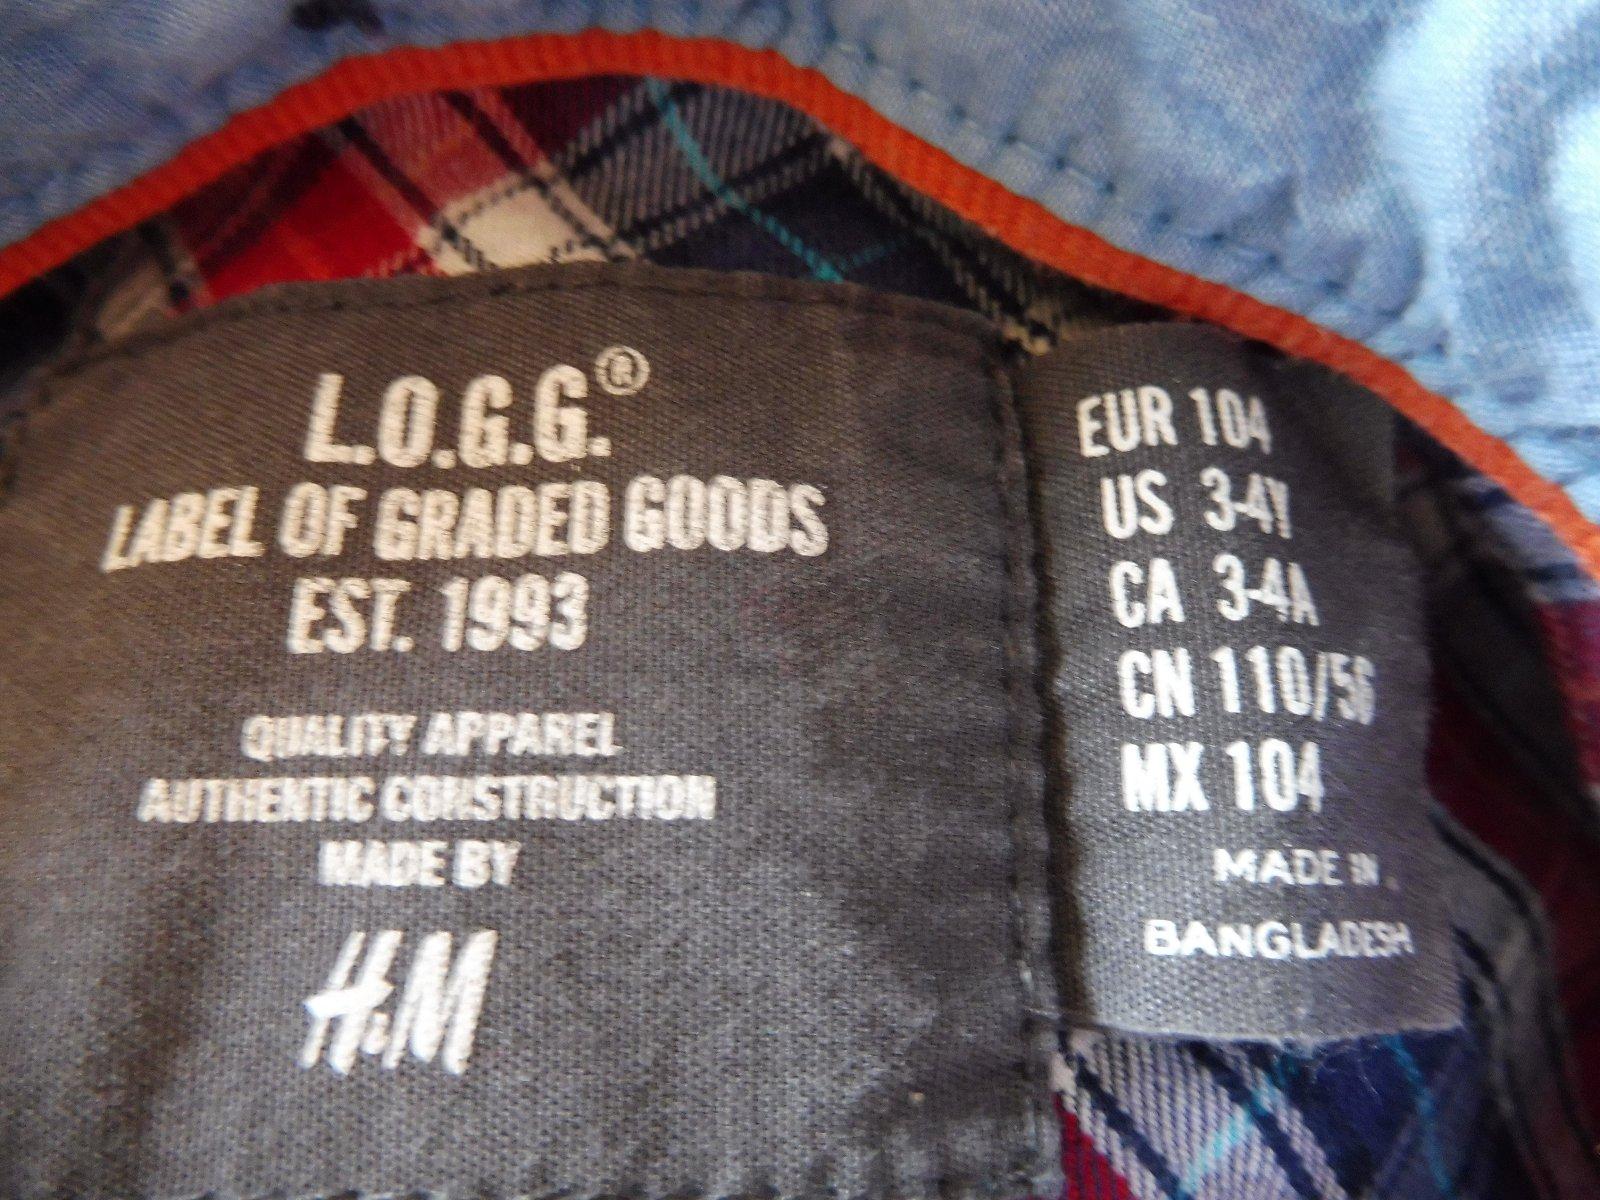 L.O.G.G.®
LABEL OF GRADED GOODS
EST. 1993
QUALITY APPAREL
AUTHENTIC CONSTRUCTION
MADE BY
H&M
EUR 104
US 3-4Y
CA 3-4A
CN 110/56
MX 104
MADE IN
BANGLADESH